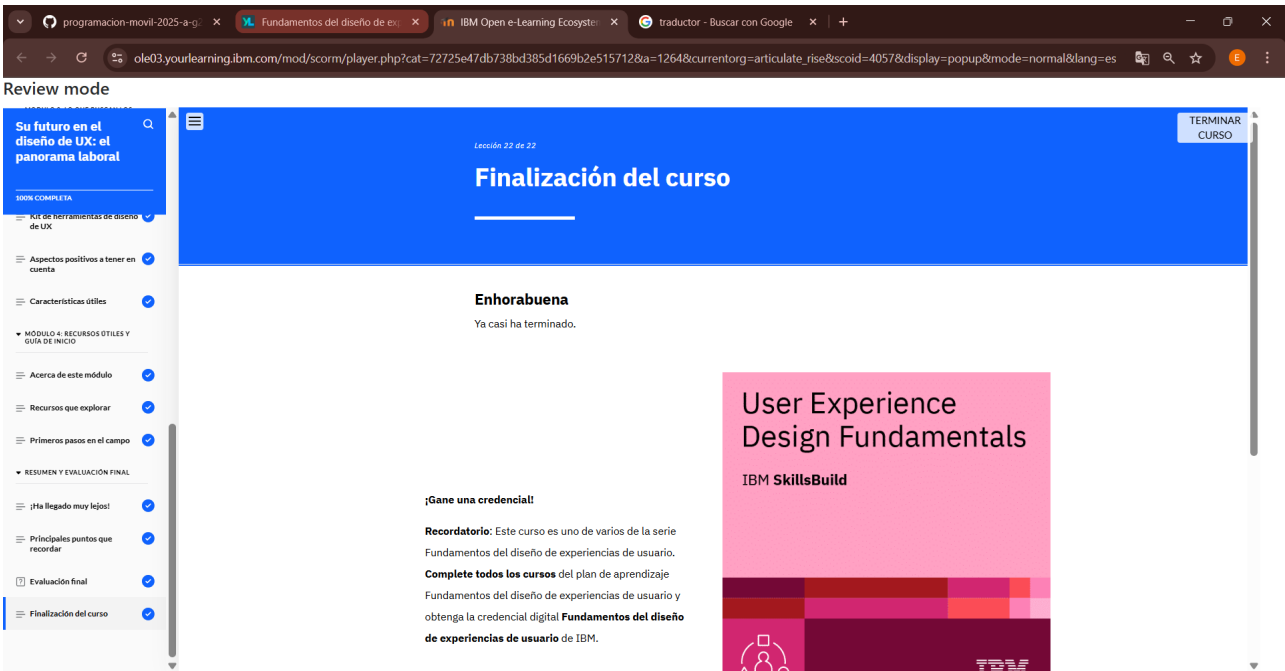 programacion-movil-2025-a-g
Fundamentos del diseño de exp
IBM Open e-Learning Ecosyster
traductor - Buscar con Google
ole03.yourlearning.ibm.com/mod/scorm/player.php?cat=72725e47db738bd385d1669b2e515712&a=1264&currentorg=articulate_rise&scoid=4057&display=popup&mode=normal&lang=es
E
Review mode
Su futuro en el
diseño de UX: el
panorama laboral
100% COMPLETA
Kit de herramientas de diseño
de UX
Aspectos positivos a tener en
cuenta
Características útiles
MÓDULO 4: RECURSOS ÚTILES Y
GUÍA DE INICIO
Acerca de este módulo
Recursos que explorar
Primeros pasos en el campo
RESUMEN Y EVALUACIÓN FINAL
¡Ha llegado muy lejos!
Principales puntos que
recordar
Evaluación final
Finalización del curso
TERMINAR
CURSO
Lección 22 de 22
Finalización del curso
Enhorabuena
Ya casi ha terminado.
¡Gane una credencial!
Recordatorio: Este curso es uno de varios de la serie
Fundamentos del diseño de experiencias de usuario.
Complete todos los cursos del plan de aprendizaje
Fundamentos del diseño de experiencias de usuario y
obtenga la credencial digital Fundamentos del diseño
de experiencias de usuario de IBM.
User Experience
Design Fundamentals
IBM SkillsBuild
IBM